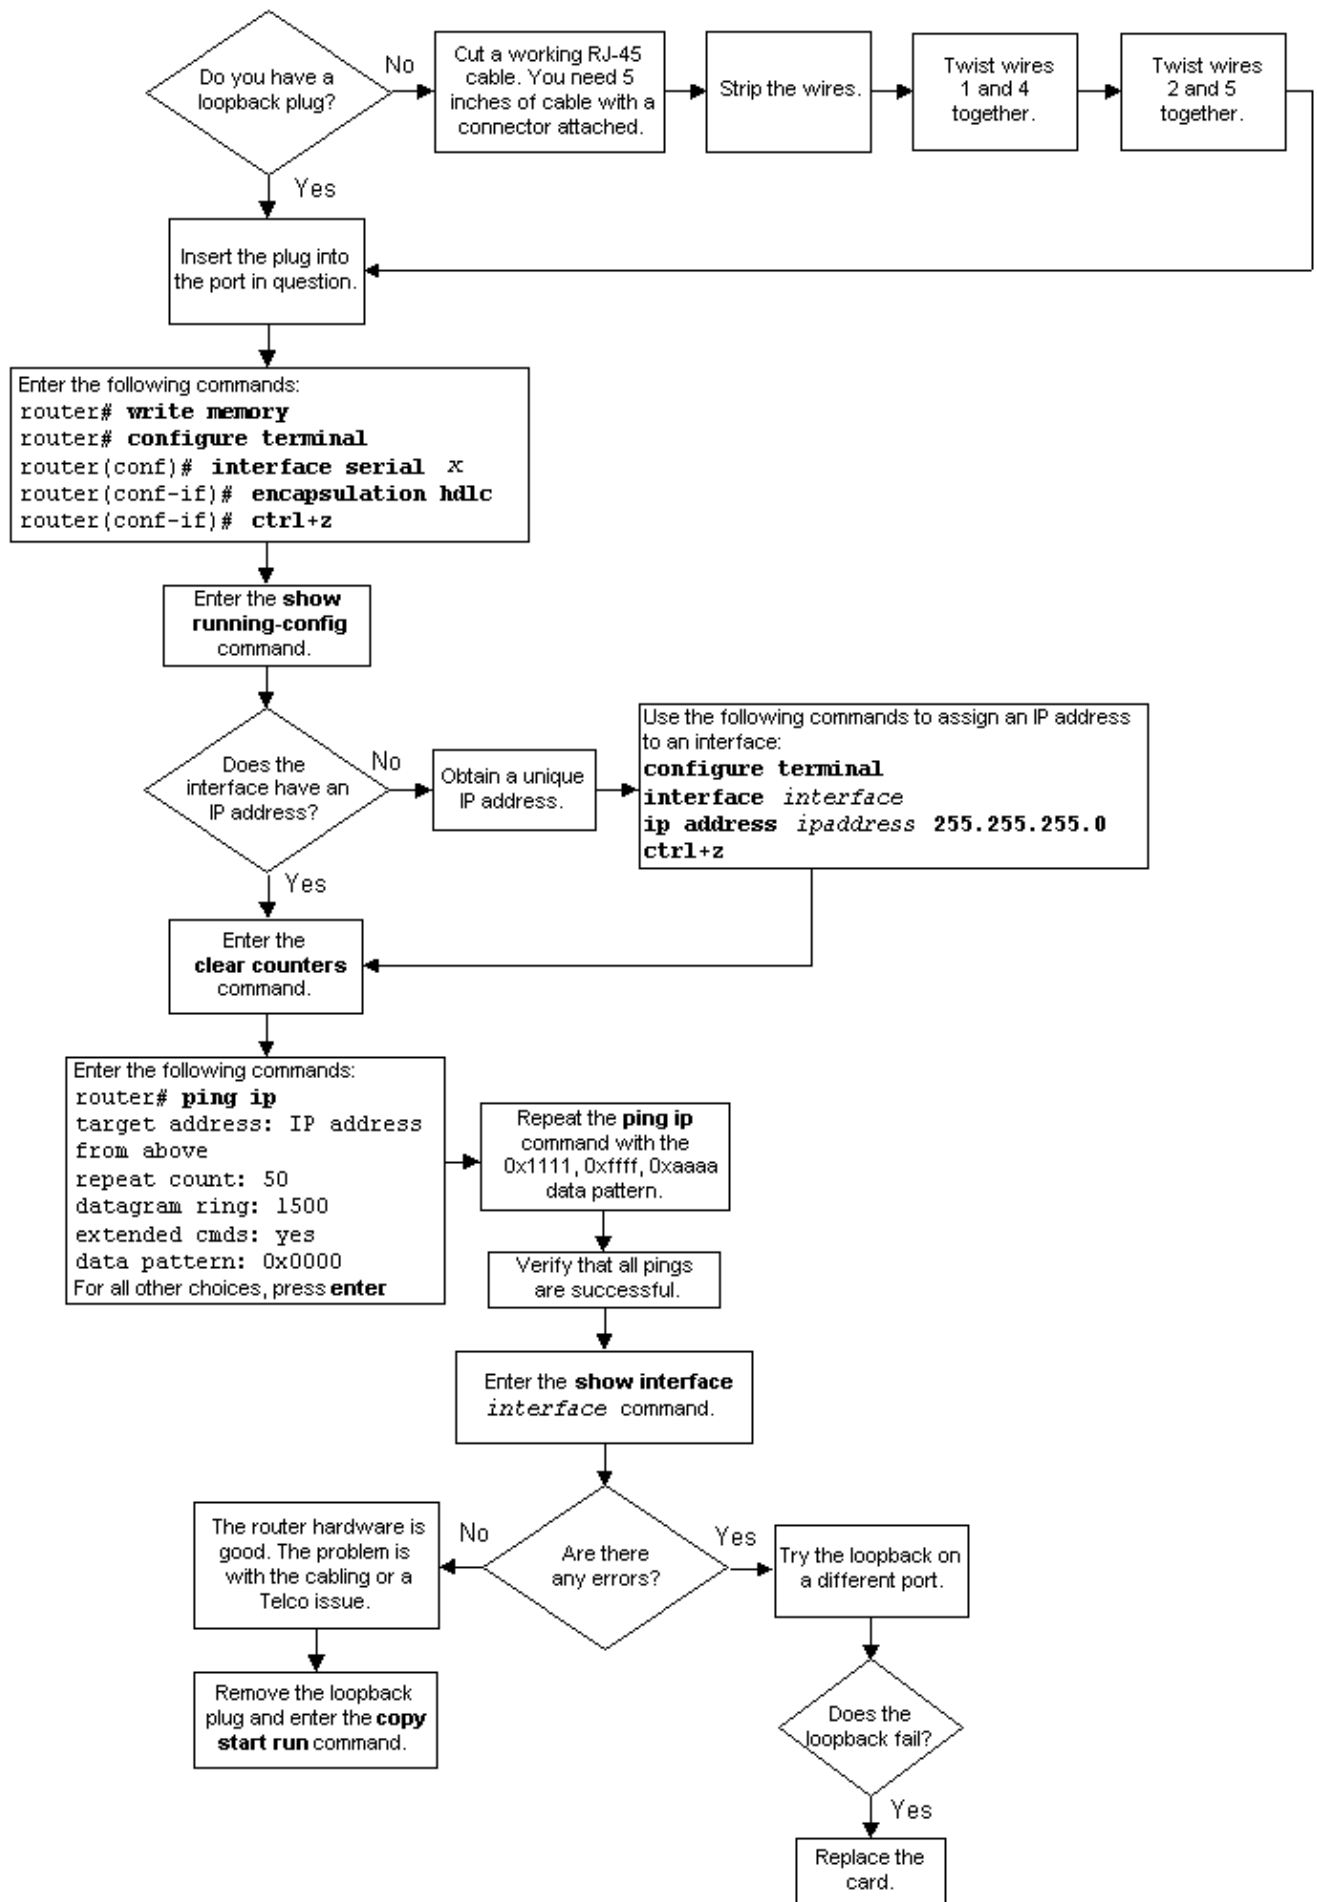 Do you have a
loopback plug?
No
Cut a working RJ-45
cable. You need 5
inches of cable with a
connector attached.
Strip the wires.
Twist wires
1 and 4
together.
Twist wires
2 and 5
together.
Yes
Insert the plug into
the port in question.
Enter the following commands:
router# write memory
router# configure terminal
router(conf)# interface serial x
router(conf-if)# encapsulation hdlc
router(conf-if)# ctrl+z
Enter the show
running-config
command.
Does the
interface have an
IP address?
No
Obtain a unique
IP address.
Use the following commands to assign an IP address
to an interface:
configure terminal
interface interface
ip address ipaddress 255.255.255.0
ctrl+z
Yes
Enter the
clear counters
command.
Enter the following commands:
router# ping ip
target address: IP address
from above
repeat count: 50
datagram ring: 1500
extended cmds: yes
data pattern: 0x0000
For all other choices, press enter
Repeat the ping ip
command with the
0x1111, 0xffff, 0xaaaa
data pattern.
Verify that all pings
are successful.
Enter the show interface
interface command.
Are there
any errors?
No
The router hardware is
good. The problem is
with the cabling or a
Telco issue.
Remove the loopback
plug and enter the copy
start run command.
Yes
Try the loopback on
a different port.
Does the
loopback fail?
Yes
Replace the
card.